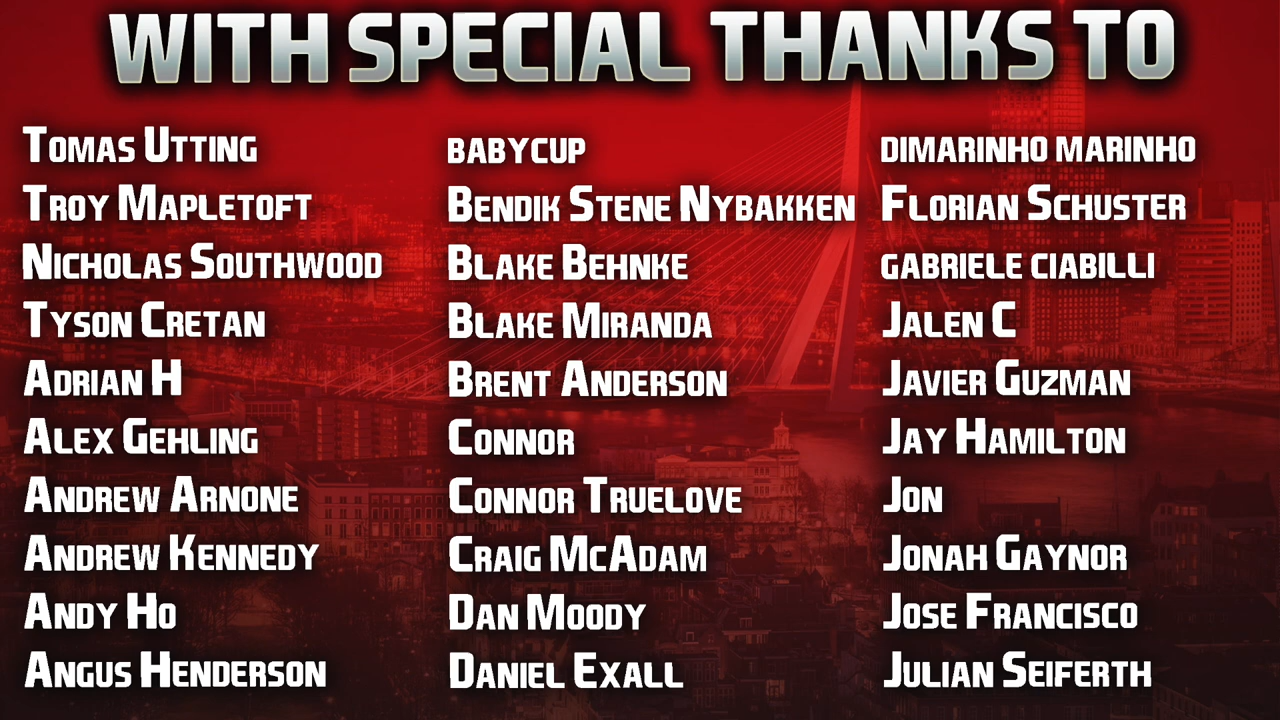 WITH SPECIAL THANKS TO
TOMAS UTTING
TROY MAPLETOFT
NICHOLAS SOUTHWOOD
TYSON CRETAN
ADRIAN H
ALEX GEHLING
ANDREW ARNONE
ANDREW KENNEDY
ANDY HO
ANGUS HENDERSON
BABYCUP
BENDIK STENE NYBAKKEN
BLAKE BEHNKE
BLAKE MIRANDA
BRENT ANDERSON
CONNOR
CONNOR TRUELOVE
CRAIG MCADAM
DAN MOODY
DANIEL EXALL
DIMARINHO MARINHO
FLORIAN SCHUSTER
GABRIELE CIABILLI
JALEN C
JAVIER GUZMAN
JAY HAMILTON
JON
JONAH GAYNOR
JOSE FRANCISCO
JULIAN SEIFERTH